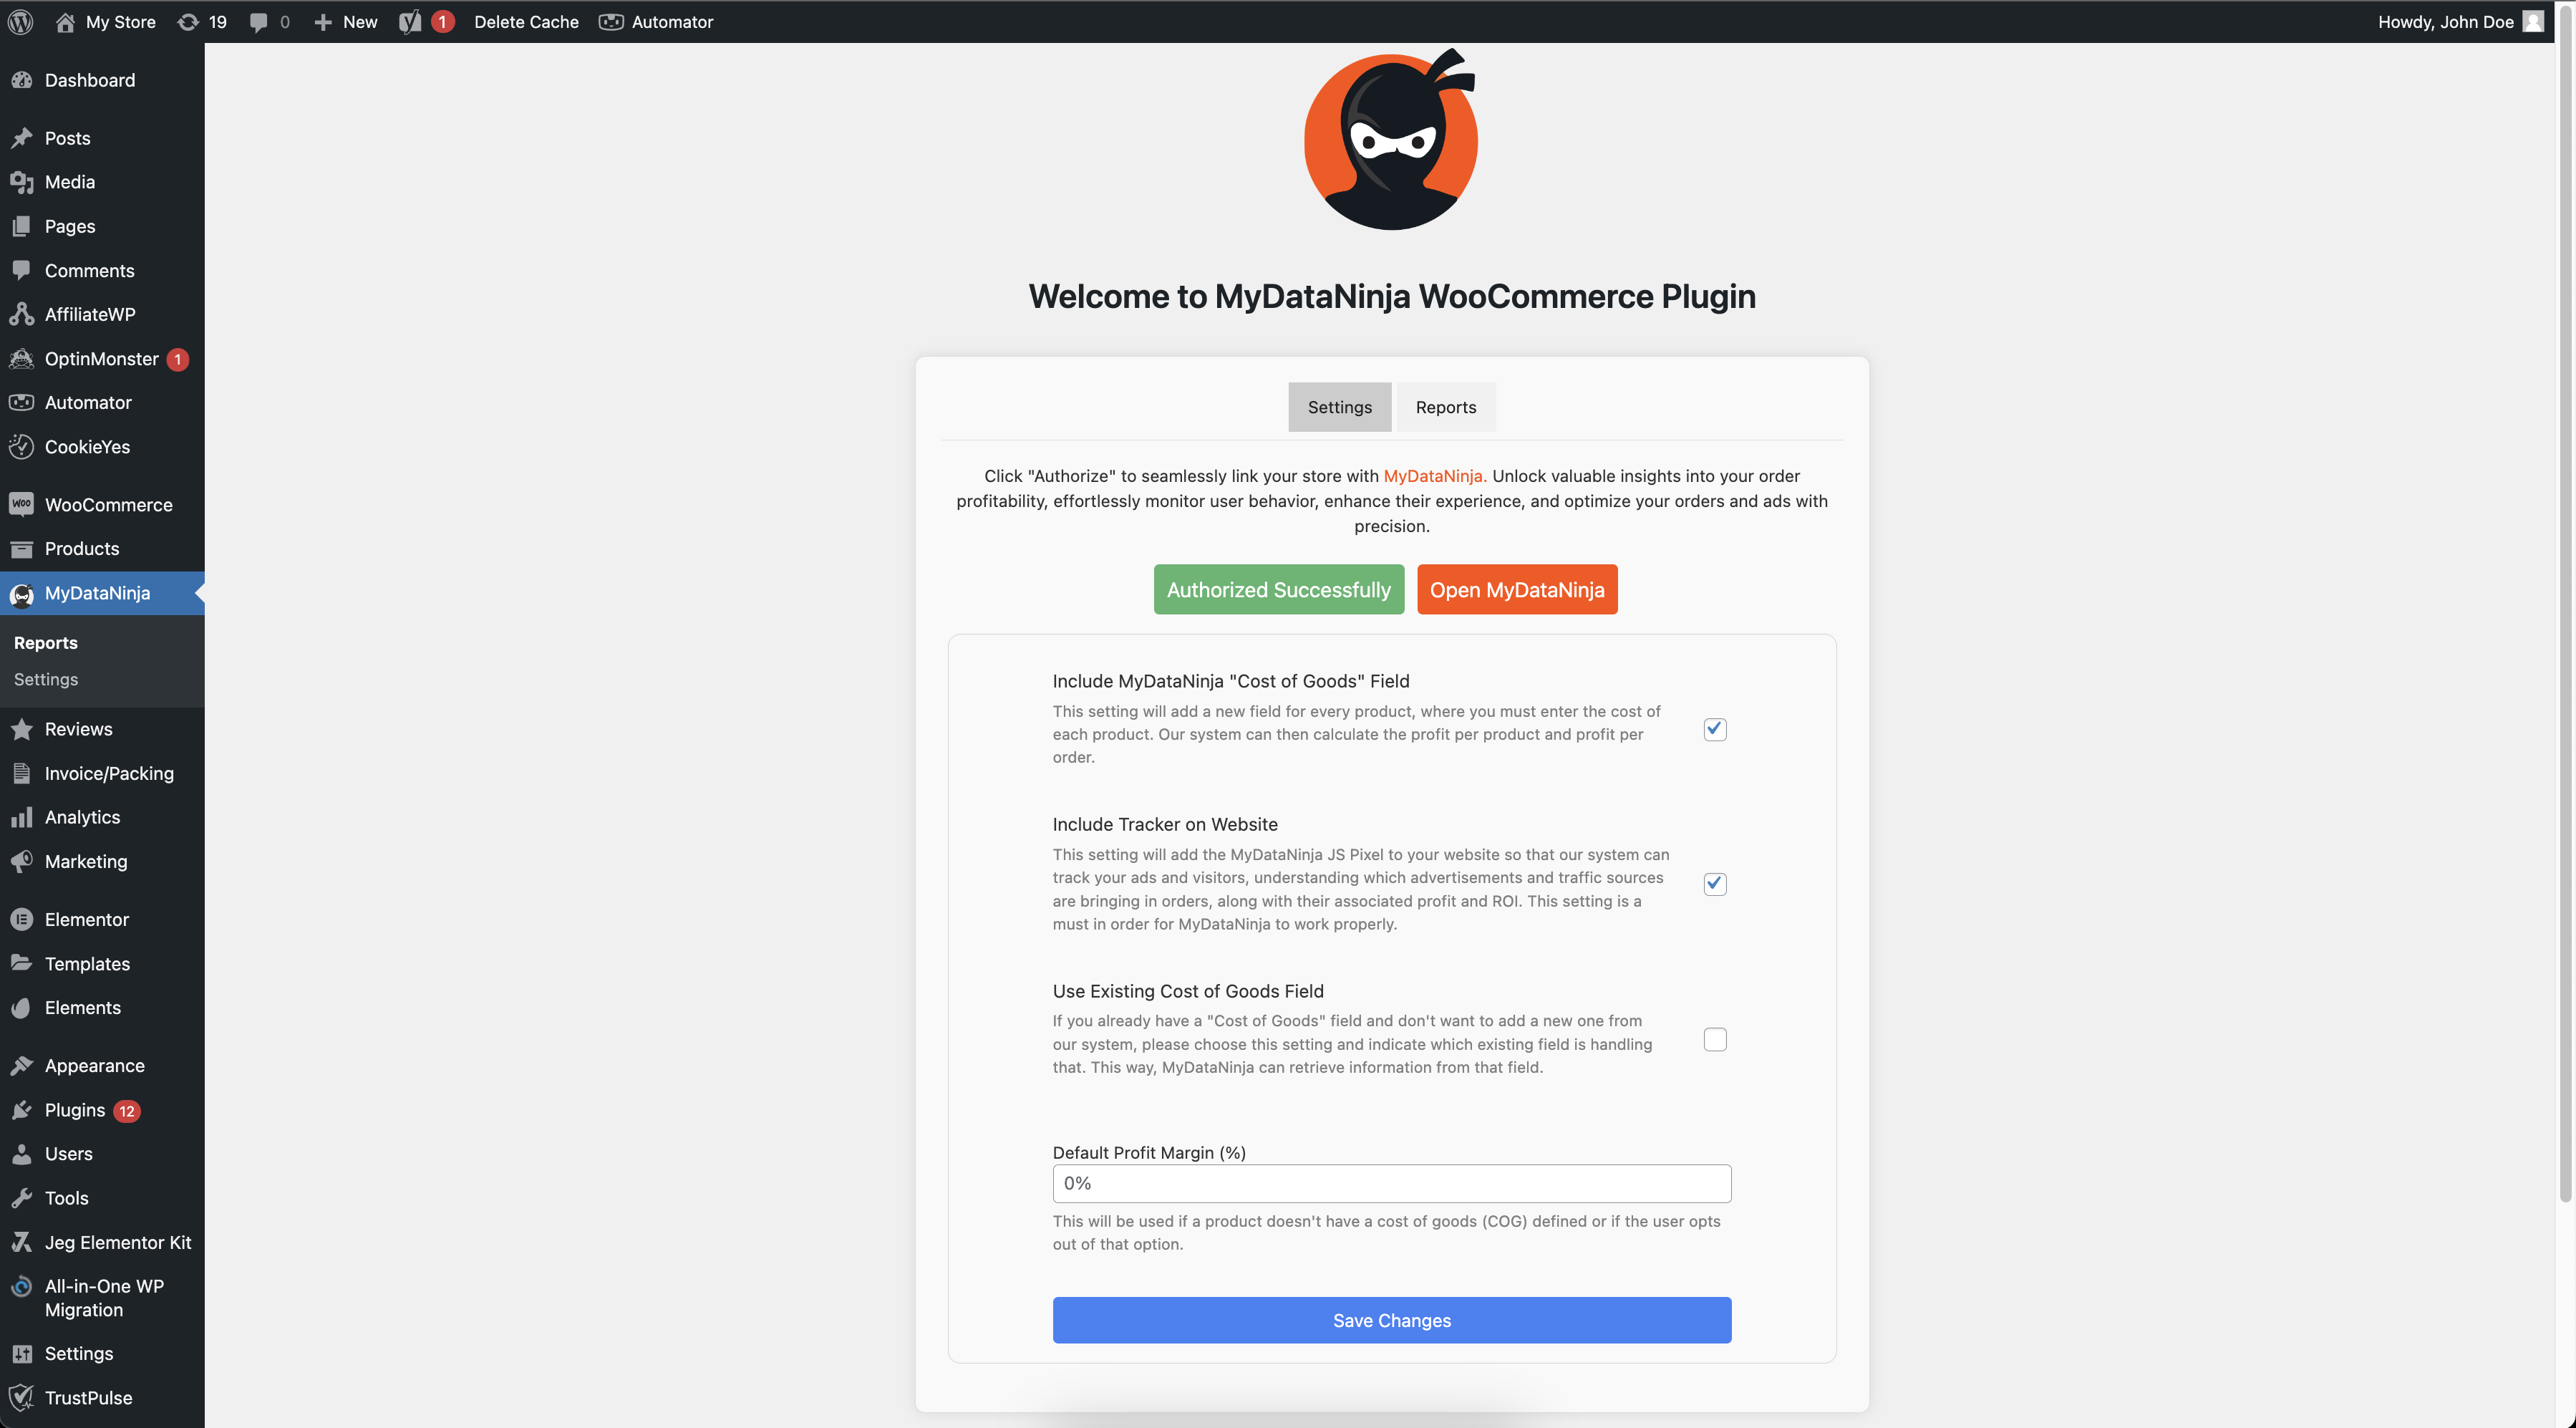 My Store
19
0
New
1
Delete Cache
Automator
Howdy, John Doe
Dashboard
Posts
Media
Pages
Comments
AffiliateWP
OptinMonster 1
Automator
CookieYes
WooCommerce
Products
MyDataNinja
Reports
Settings
Reviews
Invoice/Packing
Analytics
Marketing
Elementor
Templates
Elements
Appearance
Plugins 12
Users
Tools
Jeg Elementor Kit
All-in-One WP
Migration
Settings
TrustPulse
Welcome to MyDataNinja WooCommerce Plugin
Settings
Reports
Click "Authorize" to seamlessly link your store with MyDataNinja. Unlock valuable insights into your order
profitability, effortlessly monitor user behavior, enhance their experience, and optimize your orders and ads with
precision.
Authorized Successfully
Open MyDataNinja
Include MyDataNinja "Cost of Goods" Field
This setting will add a new field for every product, where you must enter the cost of
each product. Our system can then calculate the profit per product and profit per
order.
Include Tracker on Website
This setting will add the MyDataNinja JS Pixel to your website so that our system can
track your ads and visitors, understanding which advertisements and traffic sources
are bringing in orders, along with their associated profit and ROI. This setting is a
must in order for MyDataNinja to work properly.
Use Existing Cost of Goods Field
If you already have a "Cost of Goods" field and don't want to add a new one from
our system, please choose this setting and indicate which existing field is handling
that. This way, MyDataNinja can retrieve information from that field.
Default Profit Margin (%)
0%
This will be used if a product doesn't have a cost of goods (COG) defined or if the user opts
out of that option.
Save Changes